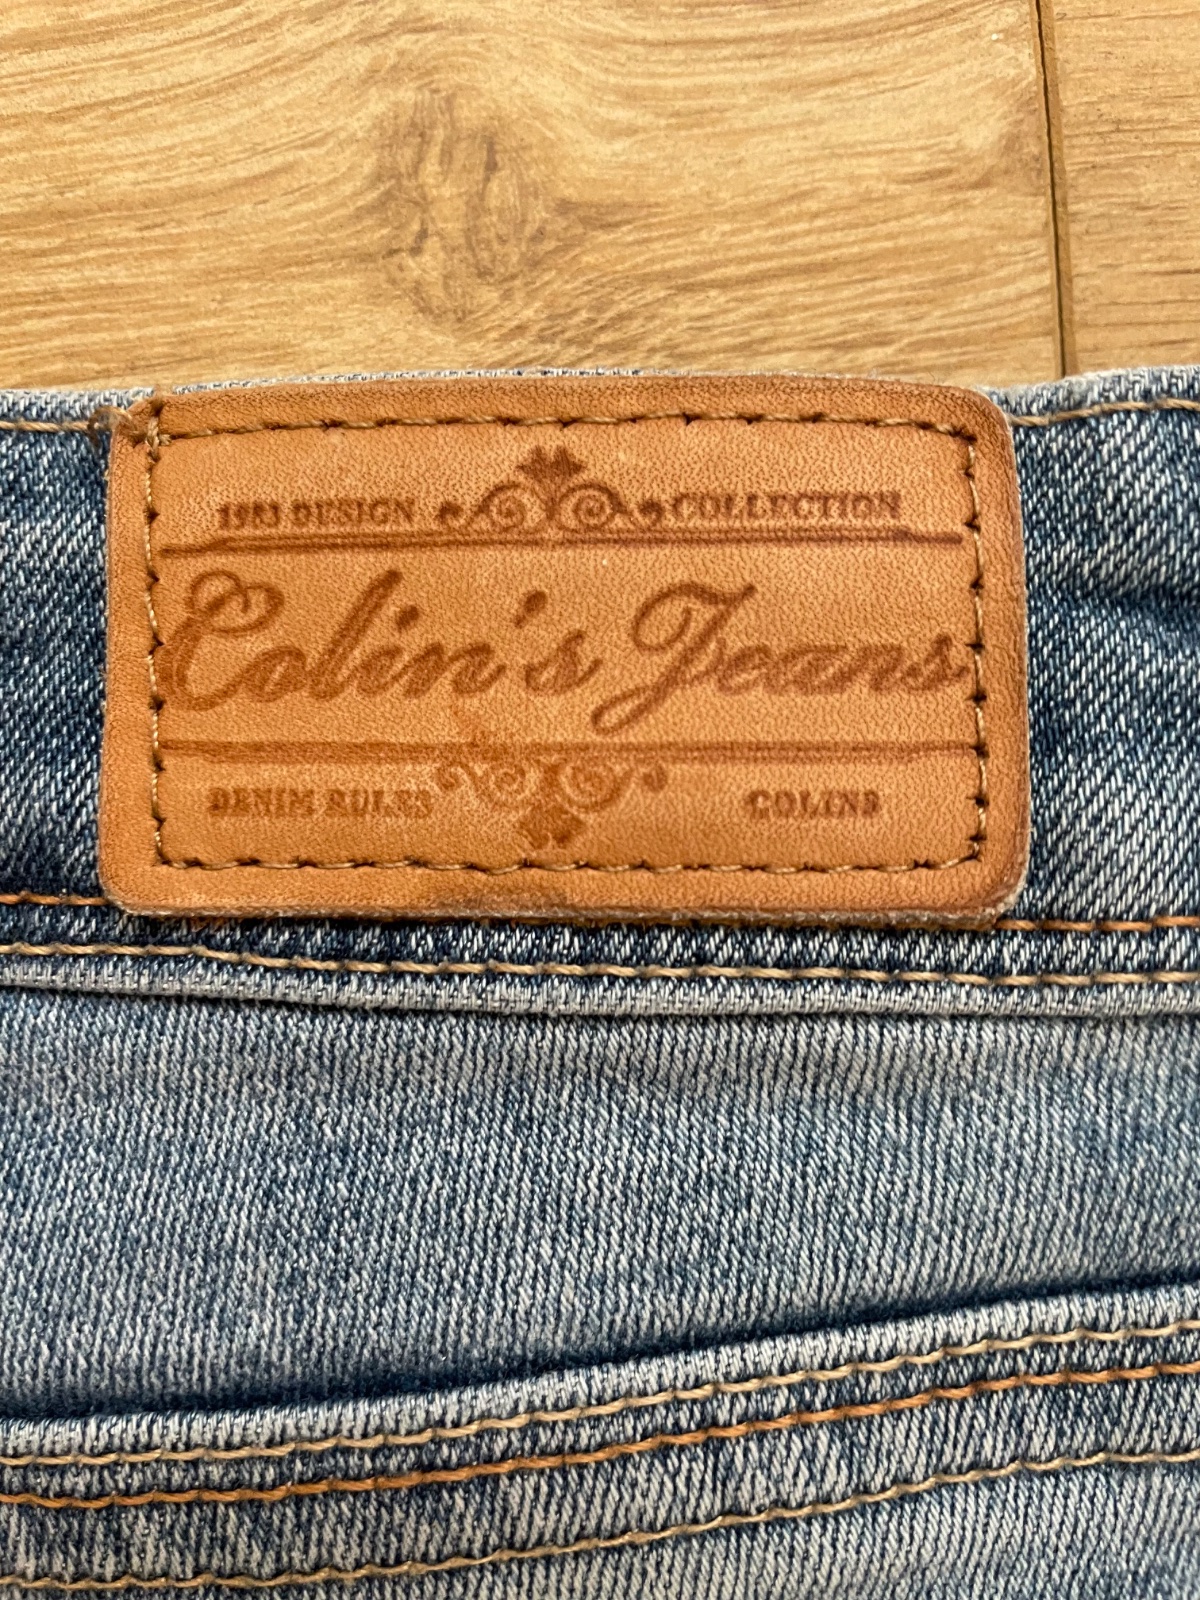 1983 DESIGN COLLECTION
Colin's Jeans
DENIM RULES COLINS